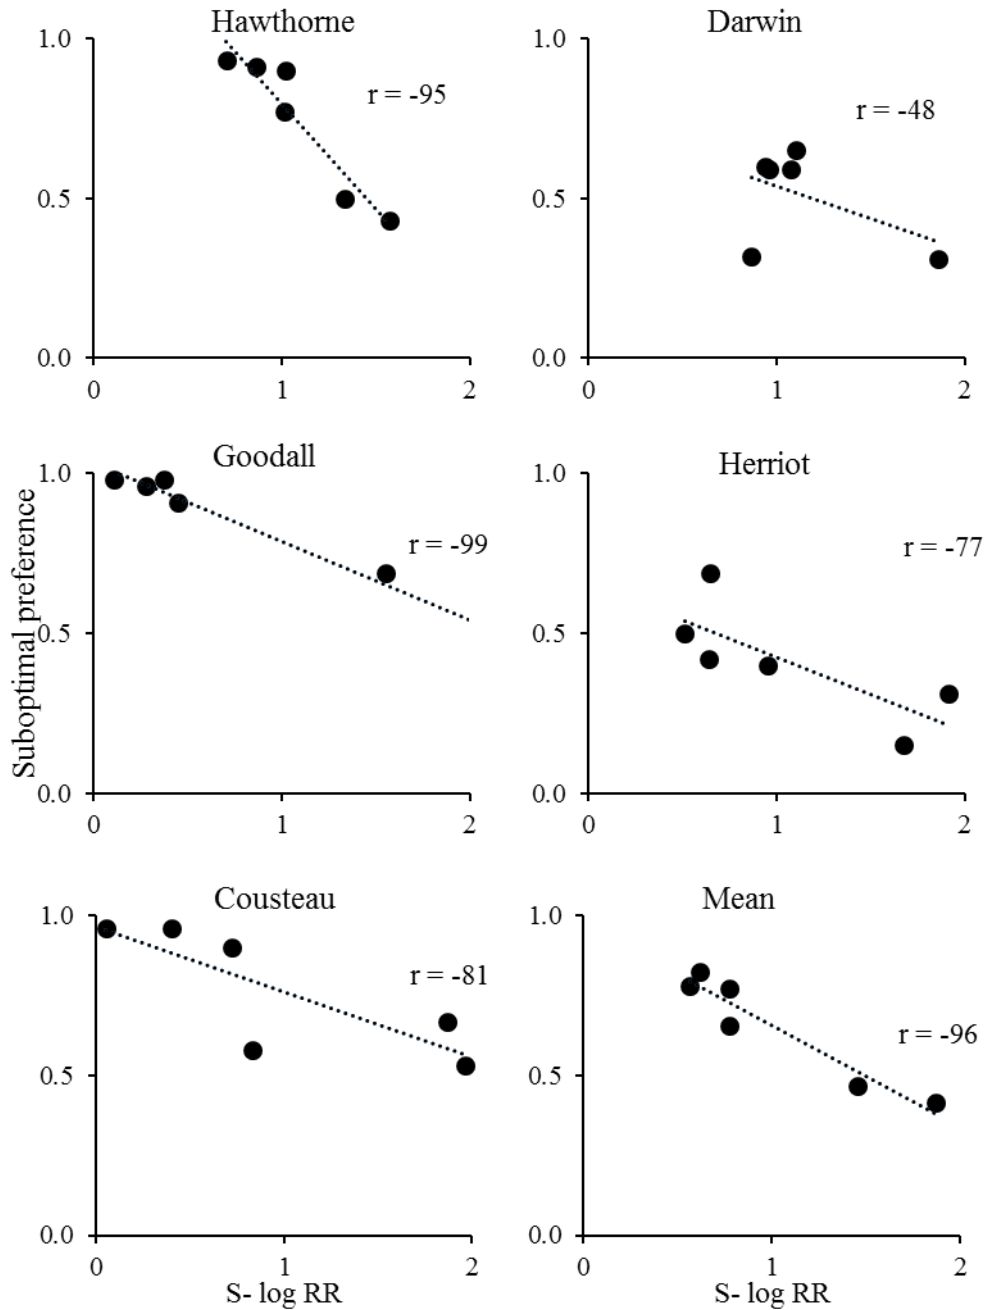 Hawthorne
1.0
0.5
0.0
0
1
2
r = -95
Darwin
1.0
0.5
0.0
0
1
2
r = -48
Goodall
1.0
0.5
0.0
0
1
2
r = -99
Herriot
1.0
0.5
0.0
0
1
2
r = -77
Suboptimal preference
Cousteau
1.0
0.5
0.0
0
1
2
r = -81
S- log RR
Mean
1.0
0.5
0.0
0
1
2
r = -96
S- log RR